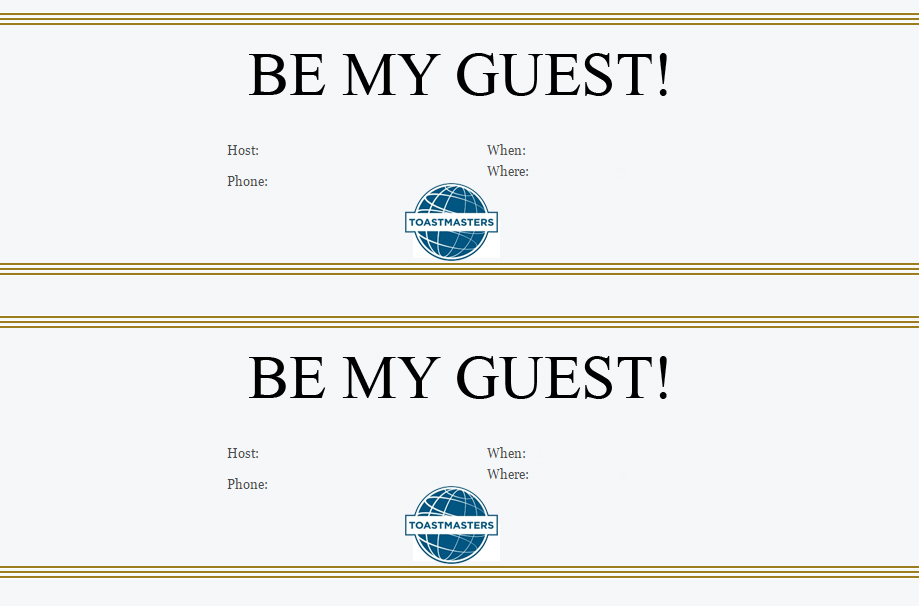 BE MY GUEST!
Host:
When:
Where:
Phone:
TOASTMASTERS
BE MY GUEST!
Host:
When:
Where:
Phone:
TOASTMASTERS